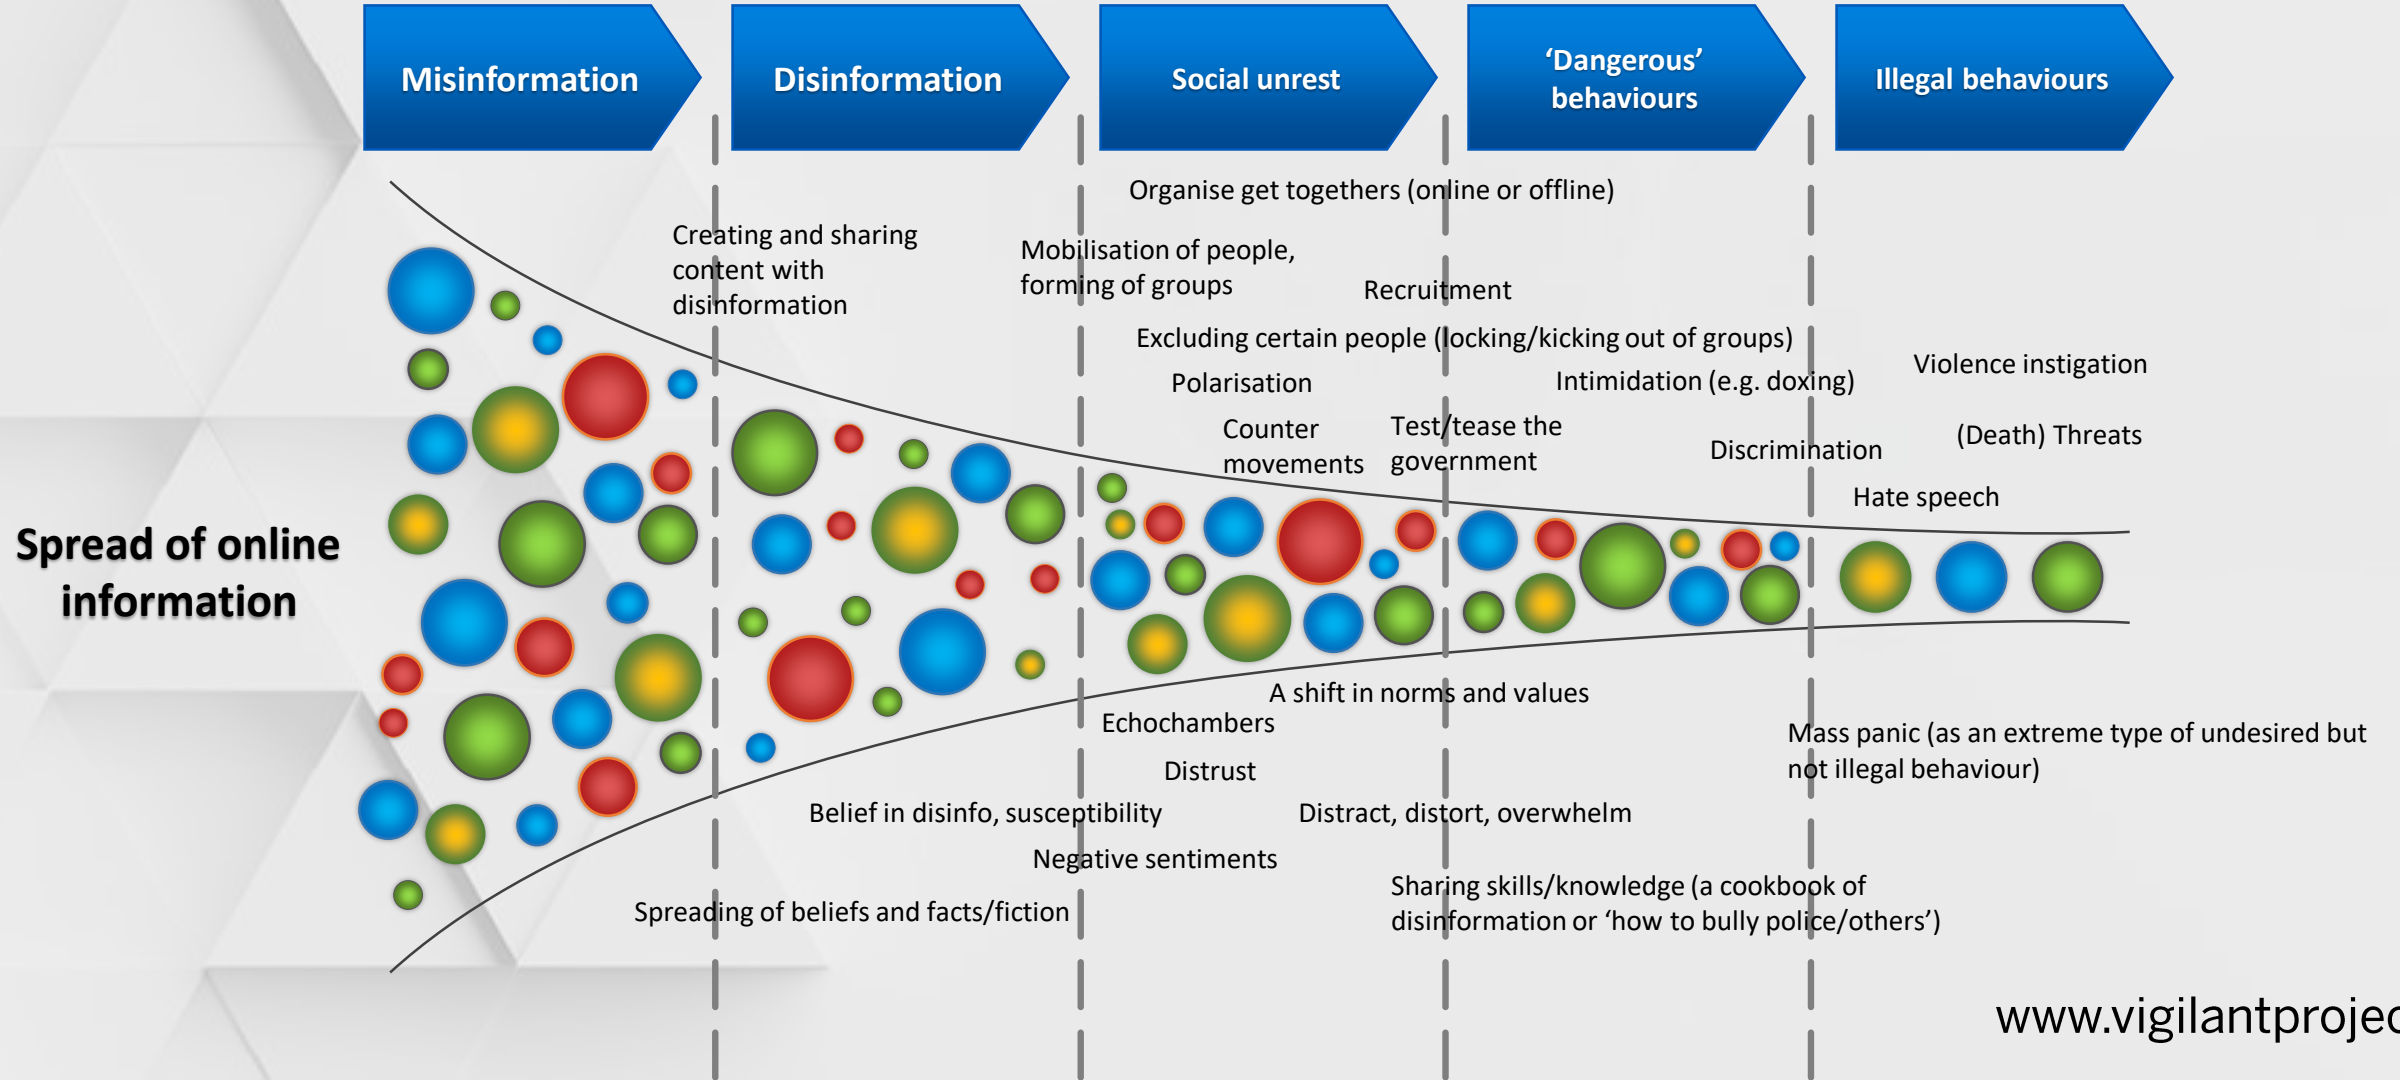 Misinformation
Disinformation
Social unrest
‘Dangerous’
behaviours
Illegal behaviours
Organise get togethers (online or offline)
Creating and sharing
content with
disinformation
Mobilisation of people,
forming of groups
Recruitment
Excluding certain people (locking/kicking out of groups)
Violence instigation
Polarisation
Intimidation (e.g. doxing)
Counter
movements
Test/tease the
government
Discrimination
(Death) Threats
Hate speech
Spread of online
information
A shift in norms and values
Echochambers
Mass panic (as an extreme type of undesired but
not illegal behaviour)
Distrust
Belief in disinfo, susceptibility
Distract, distort, overwhelm
Negative sentiments
Sharing skills/knowledge (a cookbook of
disinformation or ‘how to bully police/others’)
Spreading of beliefs and facts/fiction
www.vigilantprojec